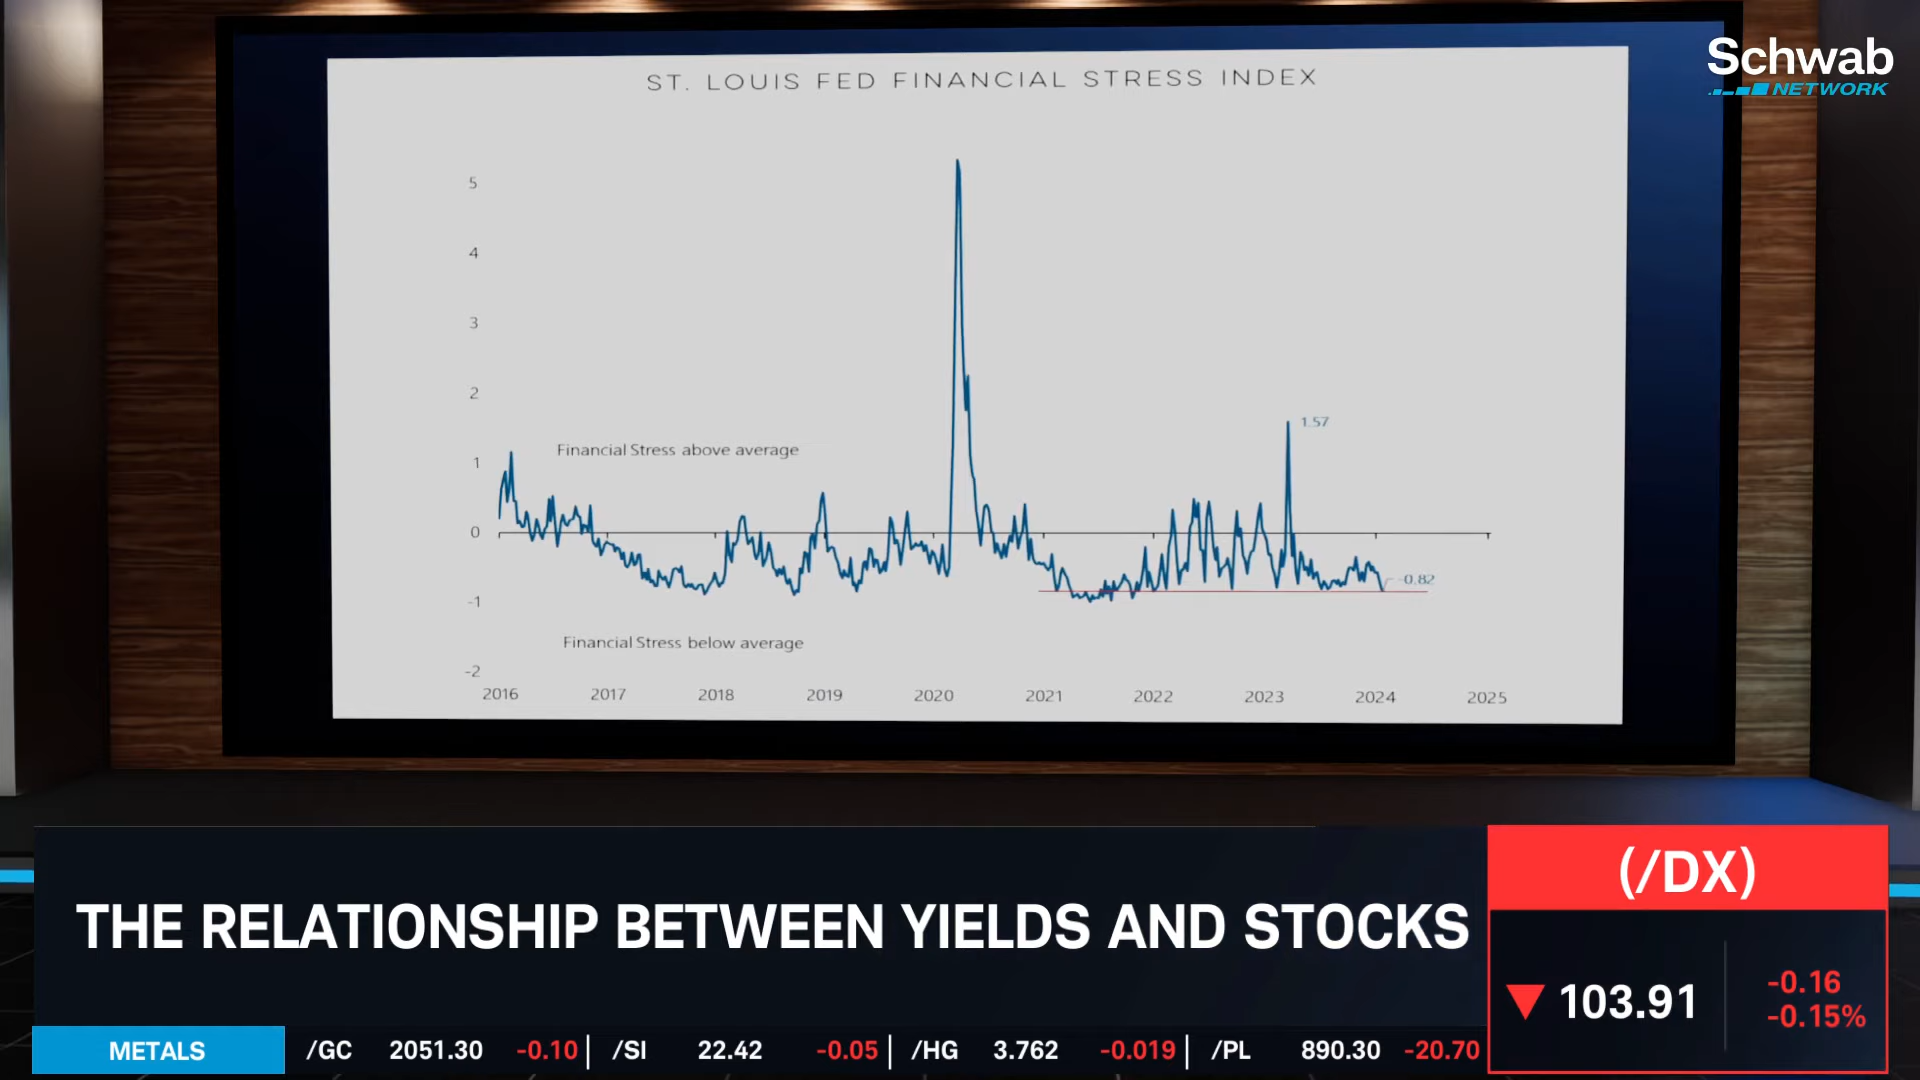 Schwab
NETWORK
ST. LOUIS FED FINANCIAL STRESS INDEX
5
4
3
2
1.57
Financial Stress above average
1
0
-0.82
-1
Financial Stress below average
-2
2016 2017 2018 2019 2020 2021 2022 2023 2024 2025
THE RELATIONSHIP BETWEEN YIELDS AND STOCKS
(/DX)
103.91
-0.16
-0.15%
METALS /GC 2051.30 -0.10 /SI 22.42 -0.05 /HG 3.762 -0.019 /PL 890.30 -20.70